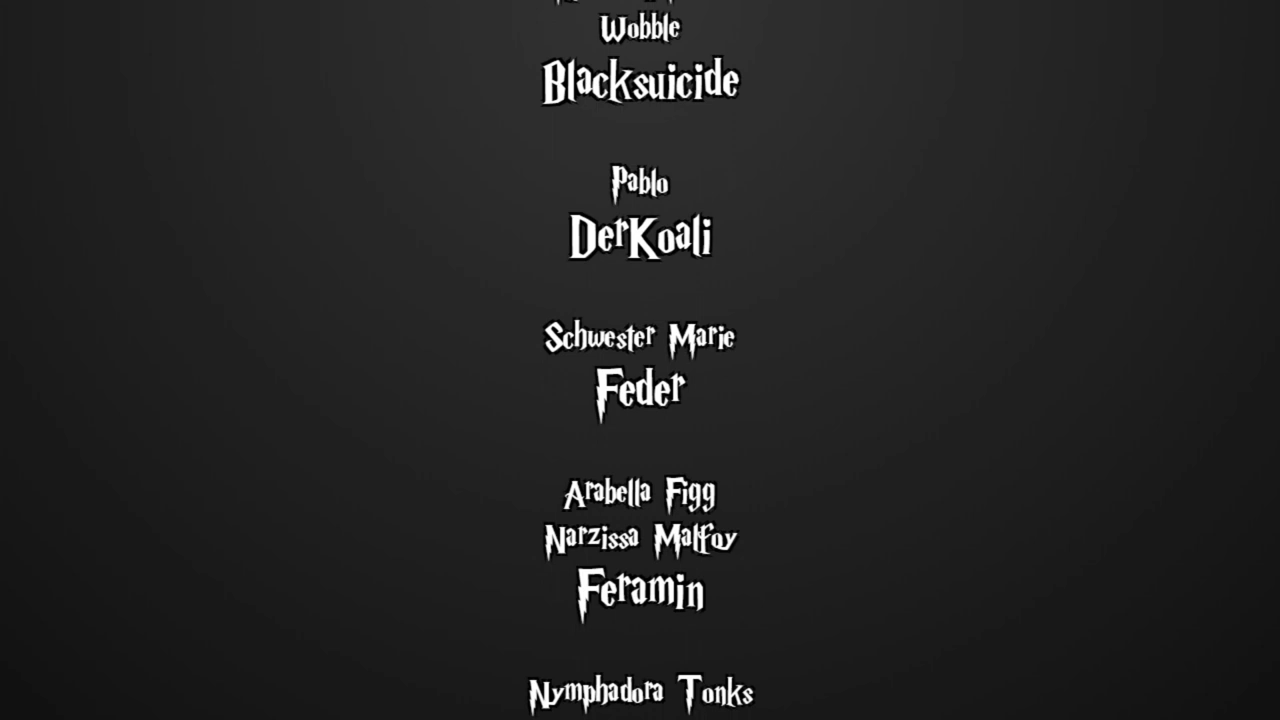 Wobble
Blacksuicide
Pablo
DerKoali
Schwester Marie
Feder
Arabella Figg
Narzissa Malfoy
Feramin
Nymphadora Tonks